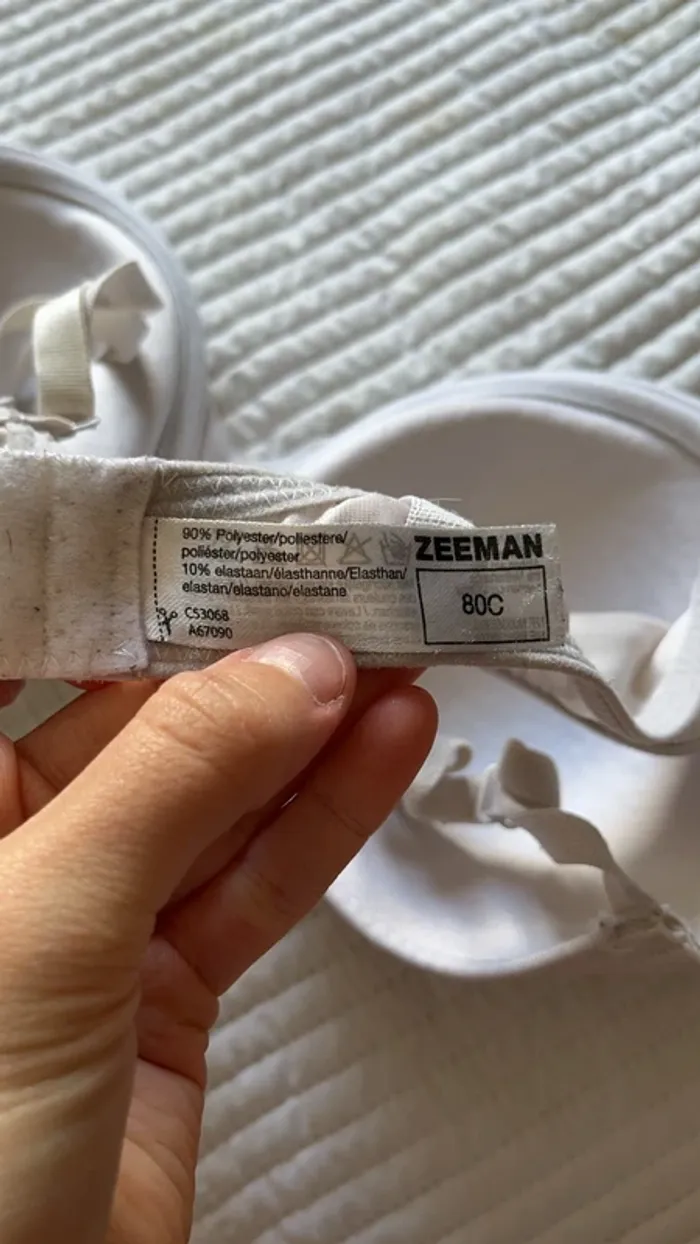 90% Polyester/poliestere/
poliéster/polyester
10% elastaan/élasthanne/Elasthan/
elastan/elastano/elastane
C53068
A67090
ZEEMAN
80C